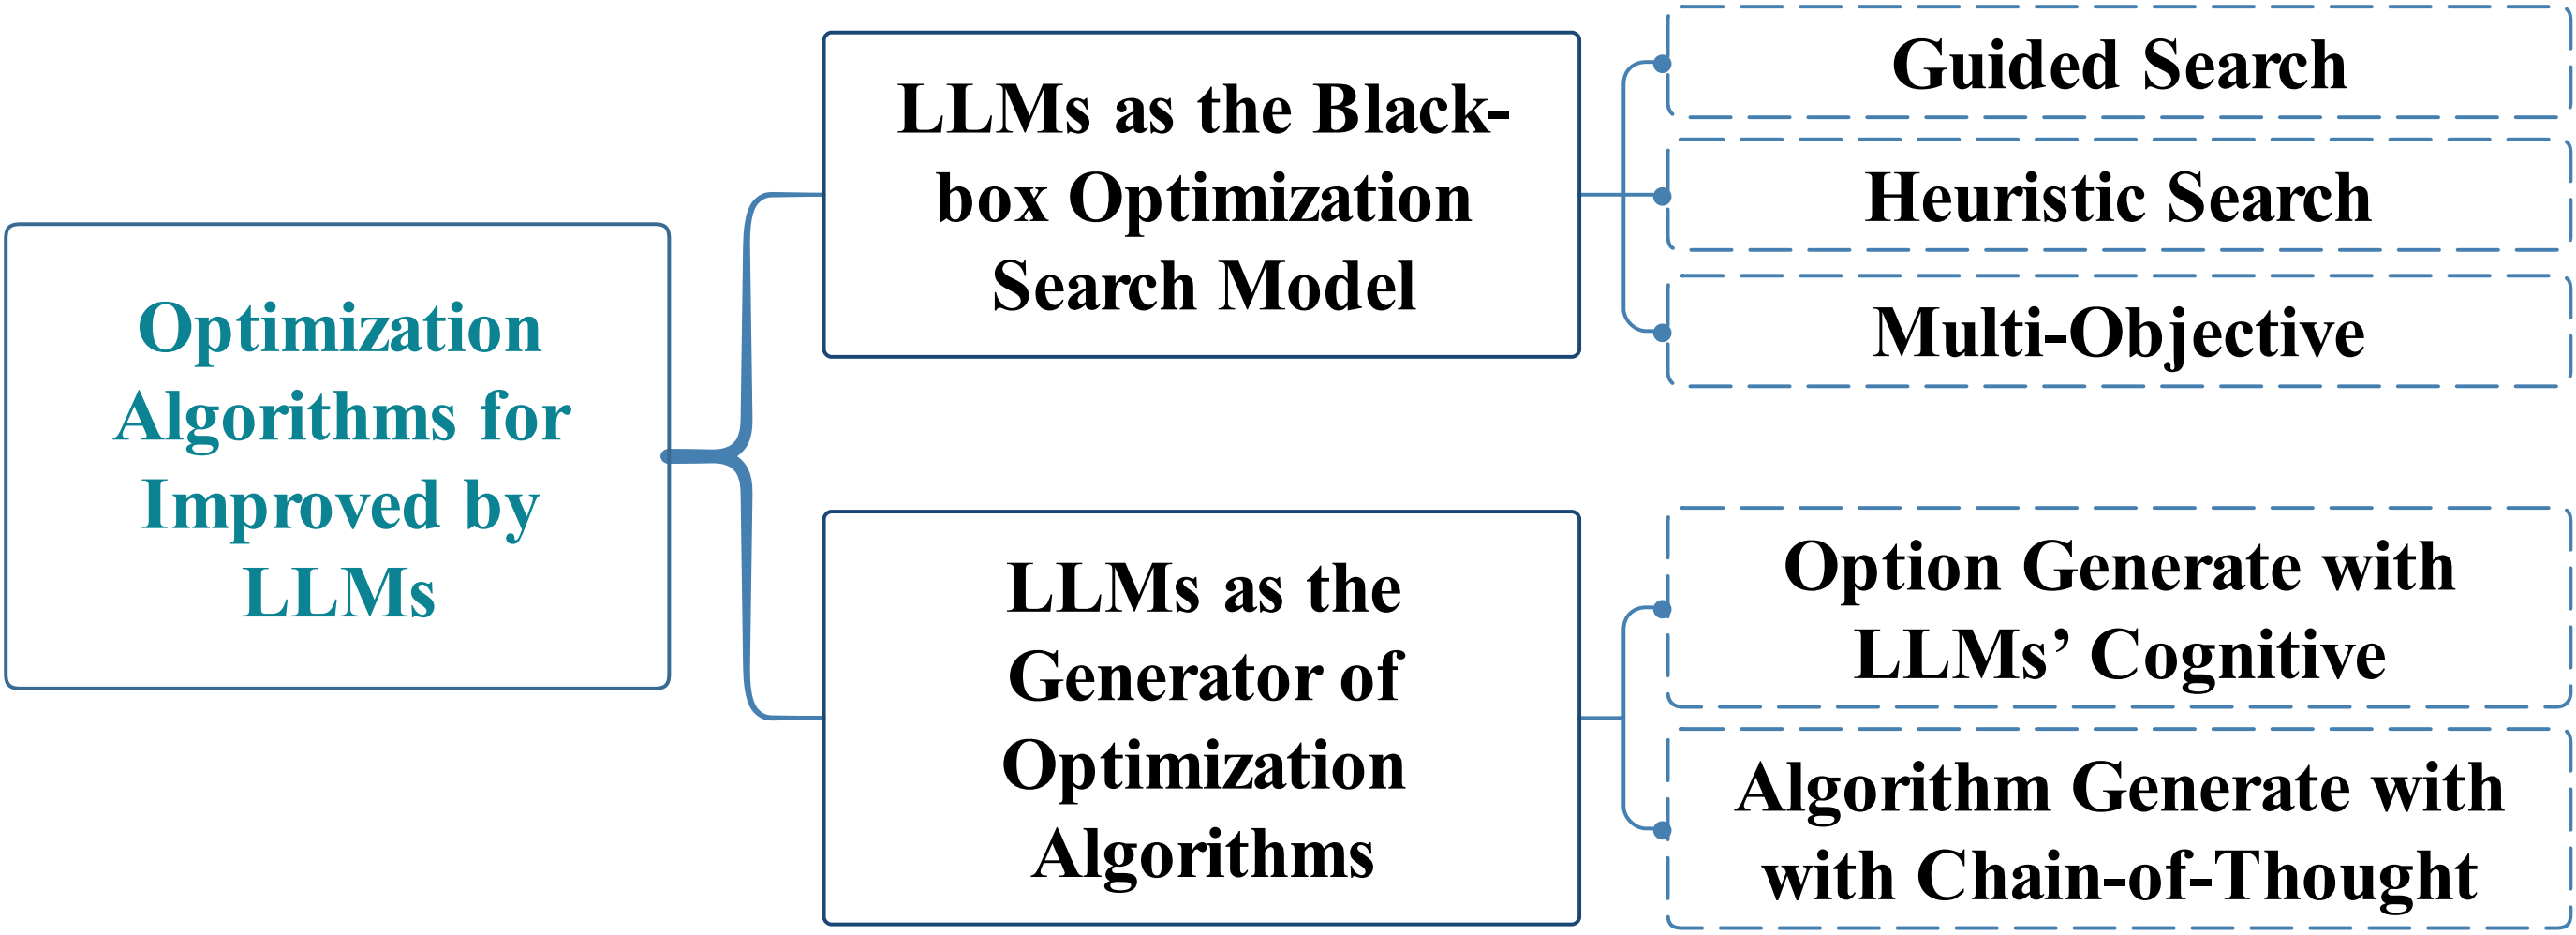 Optimization
Algorithms for
Improved by
LLMs
LLMs as the Black-
box Optimization
Search Model
Guided Search
Heuristic Search
Multi-Objective
LLMs as the
Generator of
Optimization
Algorithms
Option Generate with
LLMs’ Cognitive
Algorithm Generate with
with Chain-of-Thought